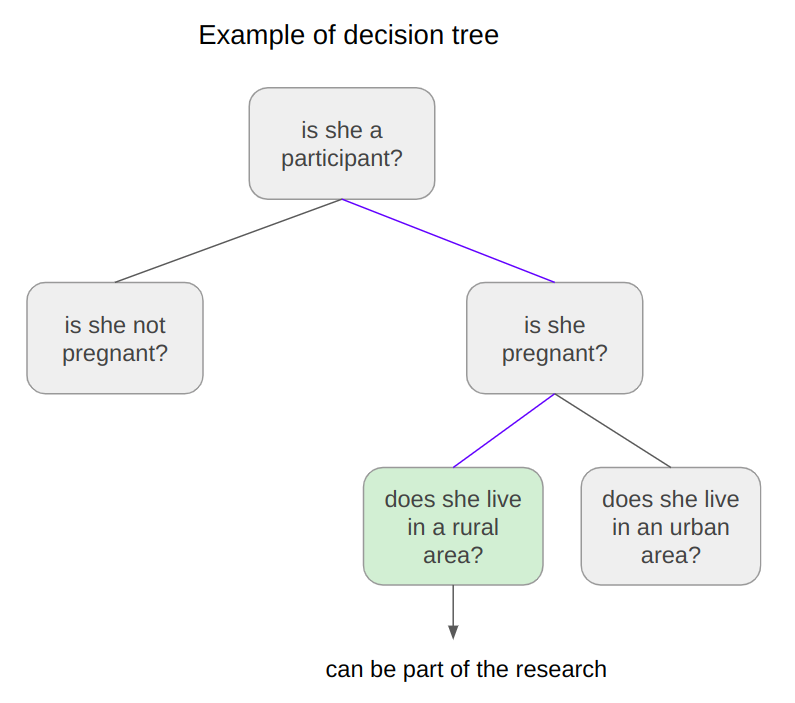 Example of decision tree
is she a
participant?
is she not
pregnant?
is she
pregnant?
does she live
in a rural
area?
does she live
in an urban
area?
can be part of the research